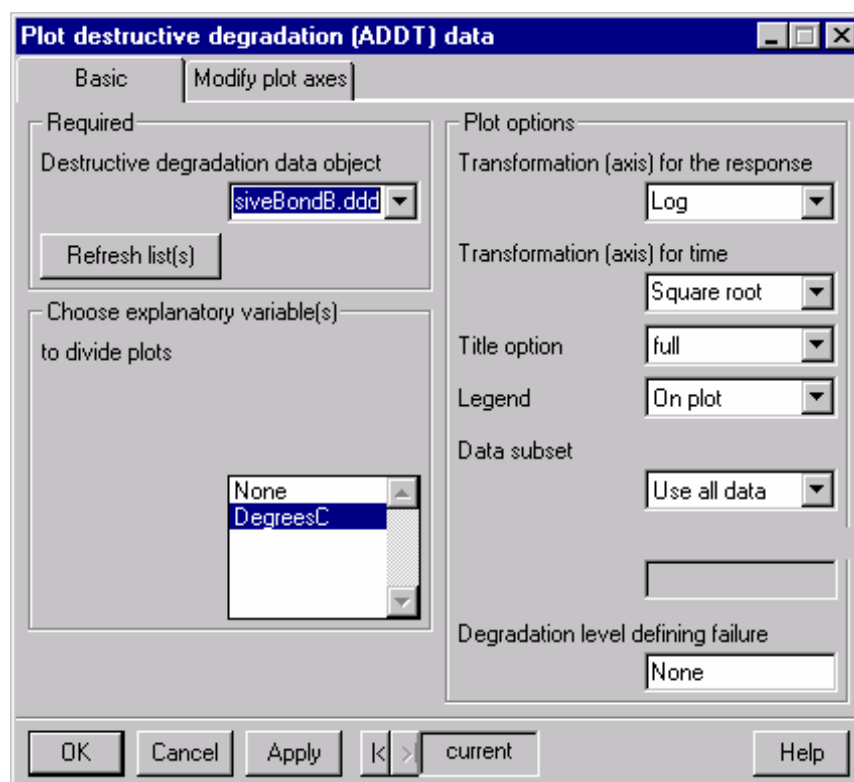 Plot destructive degradation (ADDT) data
Basic
Modify plot axes
Required
Destructive degradation data object
siveBondB.ddd
Refresh list(s)
Choose explanatory variable(s)
to divide plots
None
DegreesC
Plot options
Transformation (axis) for the response
Log
Transformation (axis) for time
Square root
Title option
full
Legend
On plot
Data subset
Use all data
Degradation level defining failure
None
OK
Cancel
Apply
current
Help